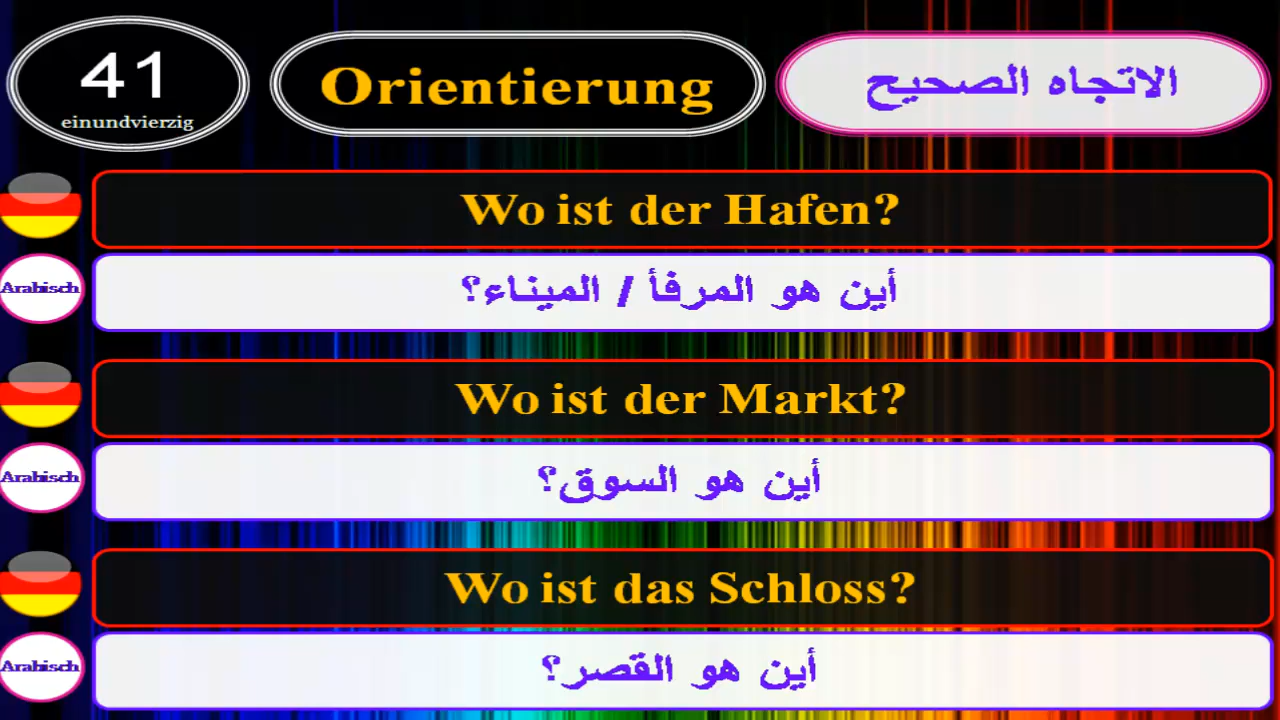 41
einundvierzig
Orientierung
الاتجاه الصحيح
Wo ist der Hafen?
Arabisch
أين هو المرفأ / الميناء؟
Wo ist der Markt?
Arabisch
أين هو السوق؟
Wo ist das Schloss?
Arabisch
أين هو القصر؟